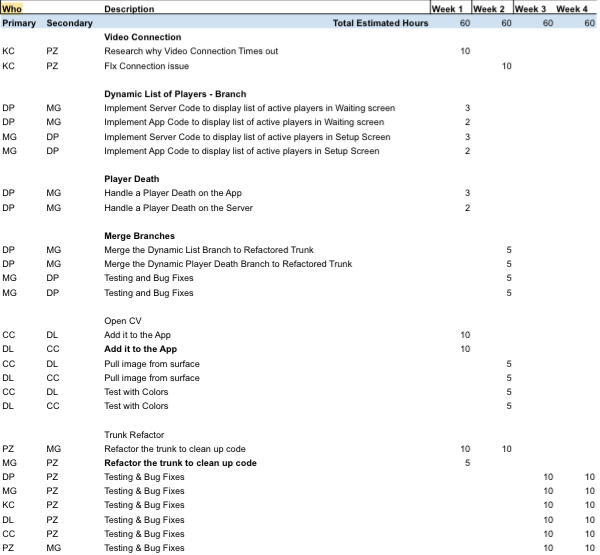 Who Description Week 1 Week 2 Week 3 Week 4
Primary Secondary Total Estimated Hours 60 60 60 60
Video Connection
KC PZ Research why Video Connection Times out 10
KC PZ FIx Connection issue 10
Dynamic List of Players - Branch
DP MG Implement Server Code to display list of active players in Waiting screen 3
DP MG Implement App Code to display list of active players in Waiting screen 2
MG DP Implement Server Code to display list of active players in Setup Screen 3
MG DP Implement App Code to display list of active players in Setup Screen 2
Player Death
DP MG Handle a Player Death on the App 3
DP MG Handle a Player Death on the Server 2
Merge Branches
DP MG Merge the Dynamic List Branch to Refactored Trunk 5
DP MG Merge the Dynamic Player Death Branch to Refactored Trunk 5
MG DP Testing and Bug Fixes 5
MG DP Testing and Bug Fixes 5
Open CV
CC DL Add it to the App 10
DL CC Add it to the App 10
CC DL Pull image from surface 5
DL CC Pull image from surface 5
CC DL Test with Colors 5
DL CC Test with Colors 5
Trunk Refactor
PZ MG Refactor the trunk to clean up code 10 10
MG PZ Refactor the trunk to clean up code 5
DP PZ Testing & Bug Fixes 10 10
MG PZ Testing & Bug Fixes 10 10
KC PZ Testing & Bug Fixes 10 10
DL PZ Testing & Bug Fixes 10 10
CC PZ Testing & Bug Fixes 10 10
PZ MG Testing & Bug Fixes 10 10